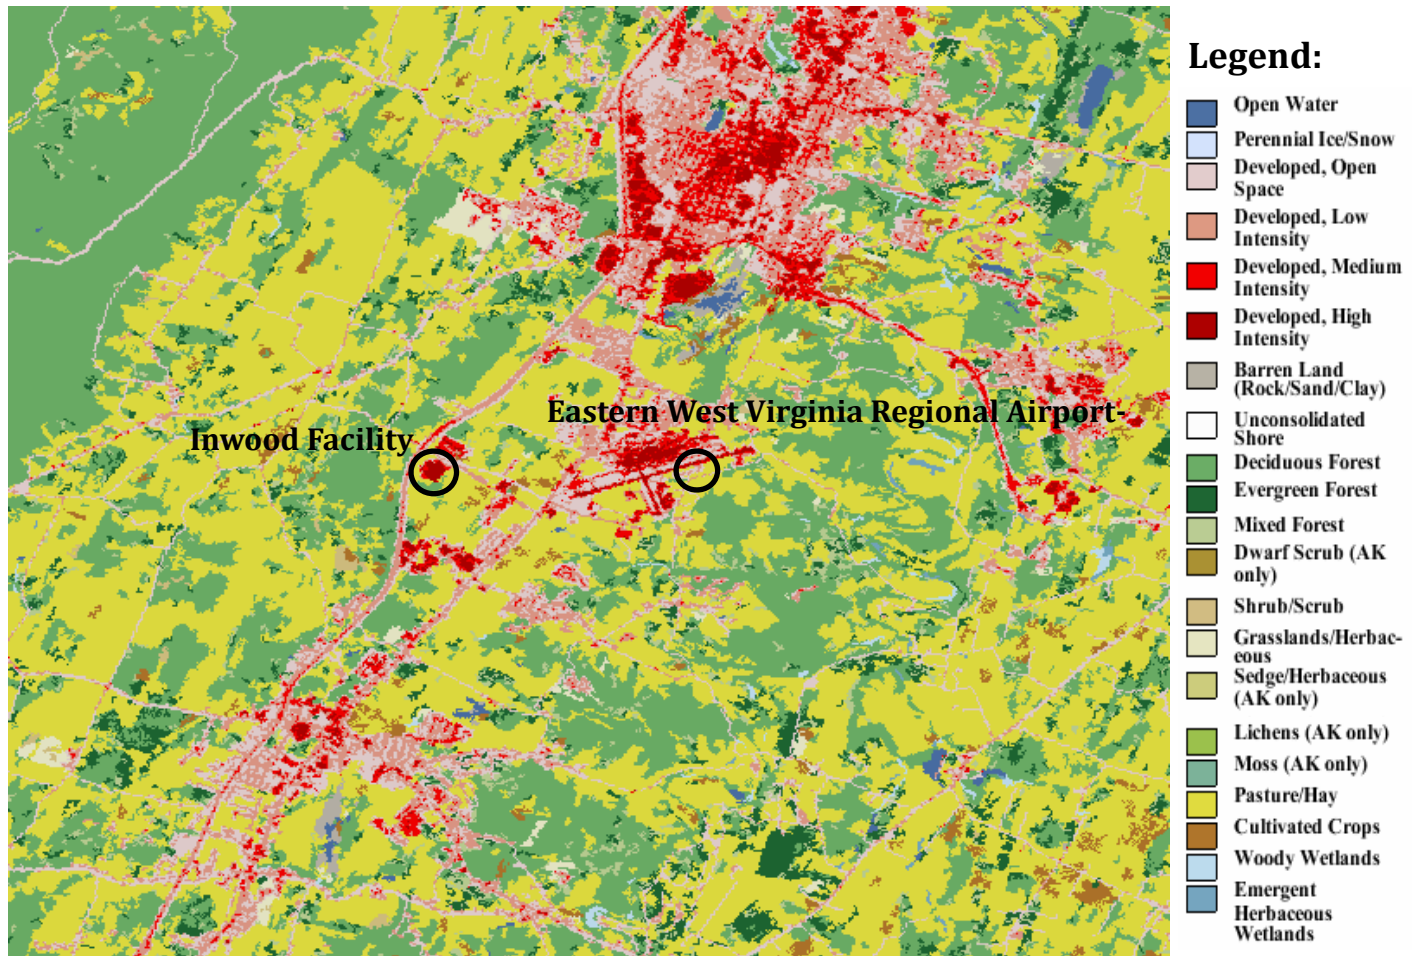 Legend:
Open Water
Perennial Ice/Snow
Developed, Open
Space
Developed, Low
Intensity
Developed, Medium
Intensity
Developed, High
Intensity
Barren Land
(Rock/Sand/Clay)
Unconsolidated
Shore
Deciduous Forest
Evergreen Forest
Mixed Forest
Dwarf Scrub (AK
only)
Shrub/Scrub
Grasslands/Herbac-
eous
Sedge/Herbaceous
(AK only)
Lichens (AK only)
Moss (AK only)
Pasture/Hay
Cultivated Crops
Woody Wetlands
Emergent
Herbaceous
Wetlands
Eastern West Virginia Regional Airport-
Inwood Facility